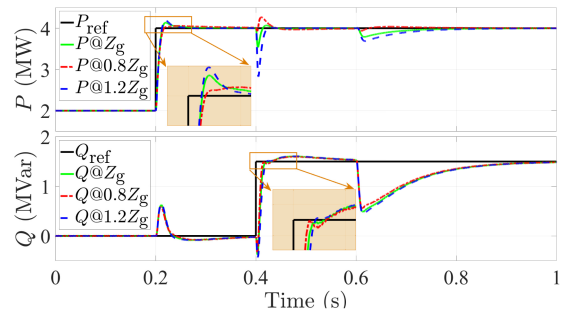 P (MW)
4
3
2
P_ref
P@Z_g
P@0.8Z_g
P@1.2Z_g
Q (MVar)
2
1
0
Q_ref
Q@Z_g
Q@0.8Z_g
Q@1.2Z_g
0 0.2 0.4 0.6 0.8 1
Time (s)